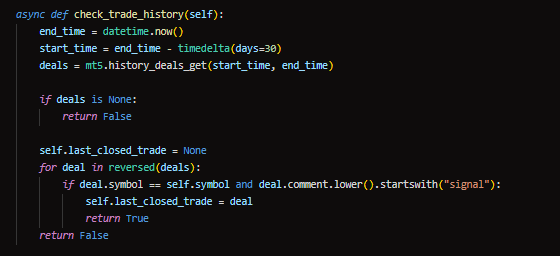 async def check_trade_history(self):
    end_time = datetime.now()
    start_time = end_time - timedelta(days=30)
    deals = mt5.history_deals_get(start_time, end_time)

    if deals is None:
        return False

    self.last_closed_trade = None
    for deal in reversed(deals):
        if deal.symbol == self.symbol and deal.comment.lower().startswith("signal"):
            self.last_closed_trade = deal
            return True
    return False